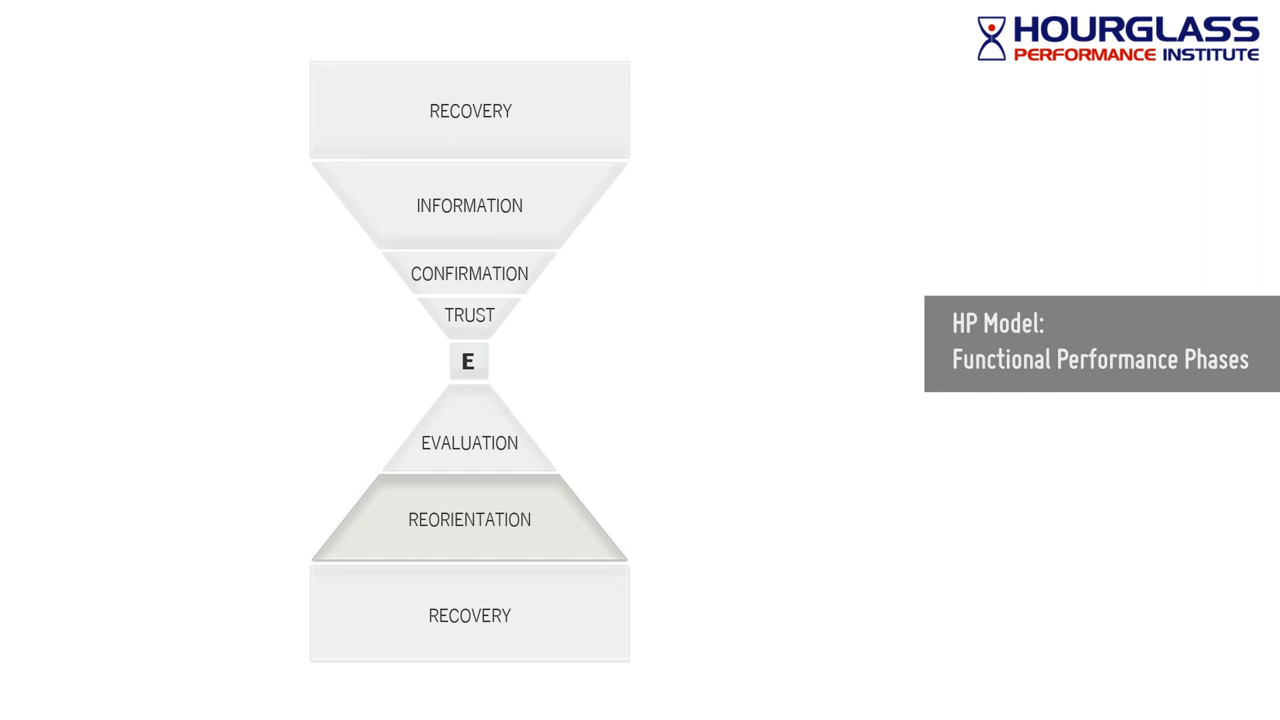 HOURGLASS
PERFORMANCE INSTITUTE
RECOVERY
INFORMATION
CONFIRMATION
TRUST
E
HP Model:
Functional Performance Phases
EVALUATION
REORIENTATION
RECOVERY